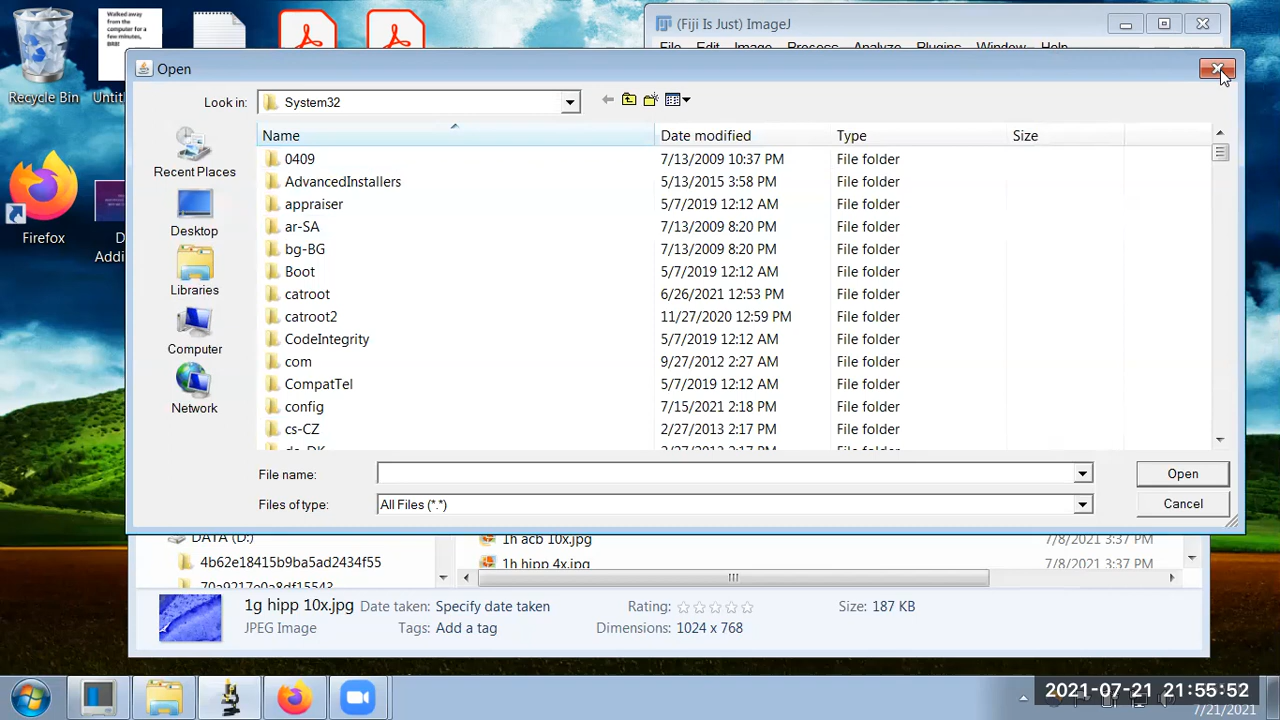 Walked away
from the
computer for a
few minutes,
BRB!
Fiji Is Just ImageJ
File Edit Process Analyze Plugins Window Help
Recycle Bin
Open
Look in: System32
Name Date modified Type Size
Recent Places
Desktop
Libraries
Computer
Network
0409 7/13/2009 10:37 PM File folder
AdvancedInstallers 5/13/2015 3:58 PM File folder
appraiser 5/7/2019 12:12 AM File folder
ar-SA 7/13/2009 8:20 PM File folder
bg-BG 7/13/2009 8:20 PM File folder
Boot 5/7/2019 12:12 AM File folder
catroot 6/26/2021 12:53 PM File folder
catroot2 11/27/2020 12:59 PM File folder
CodeIntegrity 5/7/2019 12:12 AM File folder
com 9/07/2012 2:27 AM File folder
CompatTel 5/7/2019 12:12 AM File folder
config 7/15/2021 2:18 PM File folder
cs-CZ 2/27/2013 2:17 PM File folder
Firefox
File name:
Open
Files of type: All Files (*.*)
Cancel
DATA (D:)
4b62e18415b9ba5ad2434f55
1h acb 10x.jpg 7/8/2021 3:37 PM
1h hipp 10x.jpg 7/8/2021 3:37 PM
1g hipp 10x.jpg Date taken: Specify date taken Rating: Size: 187 KB
JPEG Image Tags: Add a tag Dimensions: 1024 x 768
2021-07-21 21:55:52
7/21/2021